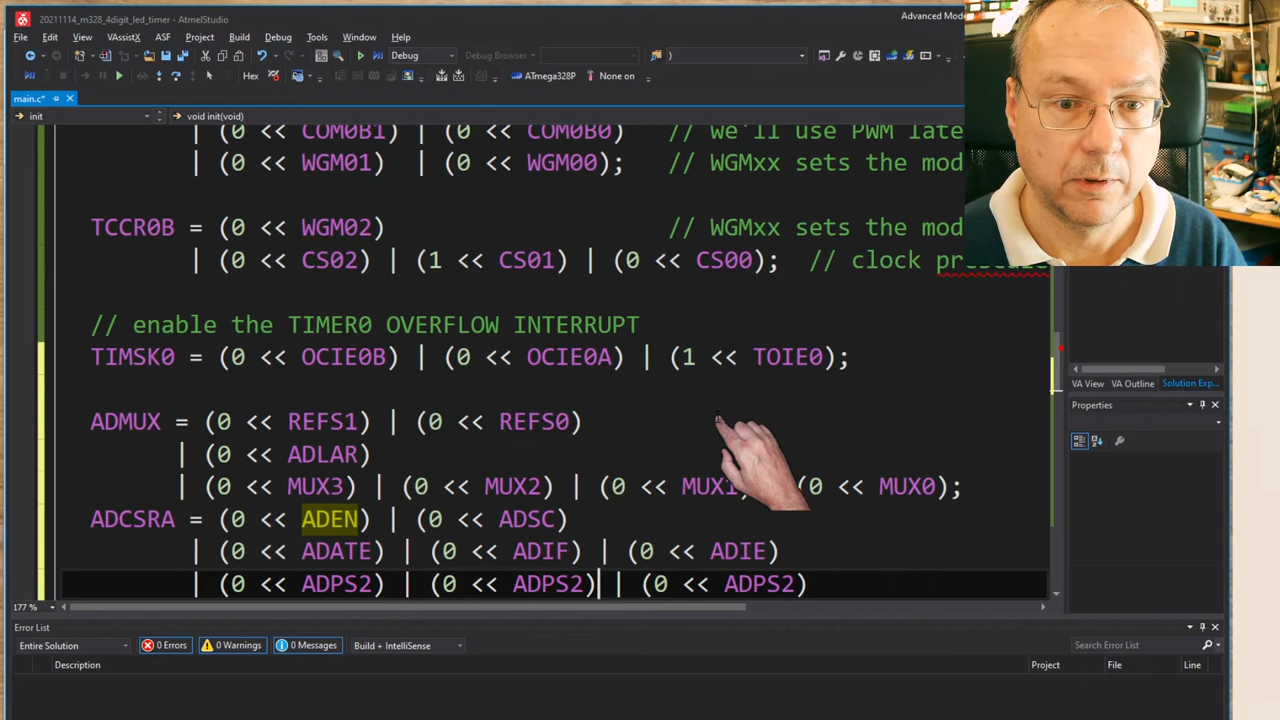 20211114_m328_4digit_led_timer - AtmelStudio
Advanced Mode
File Edit View VAssistX ASF Project Build Debug Tools Window Help
Debug Debug Browser )
Hex ATmega328P None on
main.c*
init void init(void)
| (0 << COM0B1) | (0 << COM0B0) // we'll use PWM late
| (0 << WGM01) | (0 << WGM00); // WGMxx sets the mod
TCCR0B = (0 << WGM02) // WGMxx sets the mod
| (0 << CS02) | (1 << CS01) | (0 << CS00); // clock
// enable the TIMER0 OVERFLOW INTERRUPT
TIMSK0 = (0 << OCIE0B) | (0 << OCIE0A) | (1 << TOIE0);
ADMUX = (0 << REFS1) | (0 << REFS0)
| (0 << ADLAR)
| (0 << MUX3) | (0 << MUX2) | (0 << MUX1) (0 << MUX0);
ADCSRA = (0 << ADEN) | (0 << ADSC)
| (0 << ADATE) | (0 << ADIF) | (0 << ADIE)
| (0 << ADPS2) | (0 << ADPS2) | (0 << ADPS2)
177 %
VA View VA Outline Solution Exp...
Properties
Error List
Entire Solution 0 Errors 0 Warnings 0 Messages Build + IntelliSense Search Error List
Description Project File Line